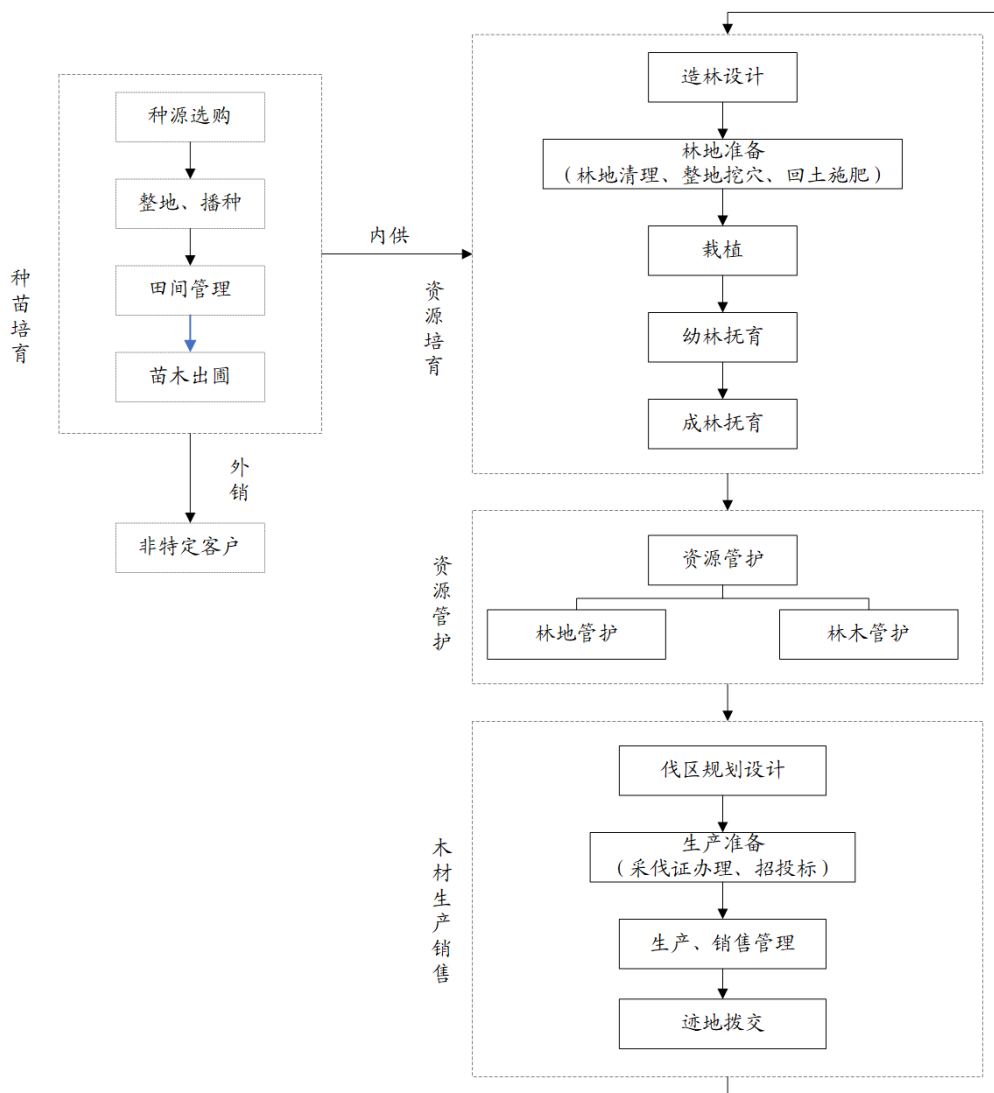 种源选购
整地、播种
田间管理
苗木出圃
种苗培育
内供
外销
非特定客户
造林设计
林地准备
（林地清理、整地挖穴、回土施肥）
栽植
幼林抚育
成林抚育
资源培育
资源管护
林地管护
林木管护
资源管护
伐区规划设计
生产准备
（采伐证办理、招投标）
生产、销售管理
迹地拨交
木材生产销售